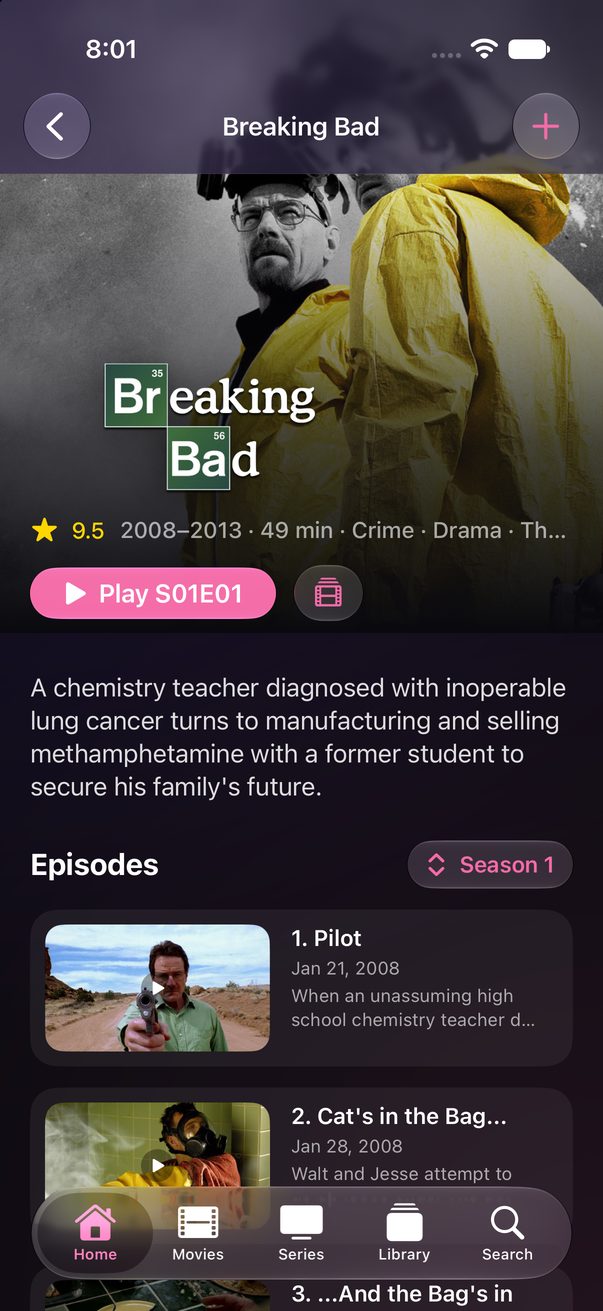 8:01
Breaking Bad
35
Breaking
56
Bad
9.5 2008–2013 · 49 min · Crime · Drama · Th...
Play S01E01
A chemistry teacher diagnosed with inoperable
lung cancer turns to manufacturing and selling
methamphetamine with a former student to
secure his family's future.
Episodes
Season 1
1. Pilot
Jan 21, 2008
When an unassuming high
school chemistry teacher d...
2. Cat's in the Bag...
Jan 28, 2008
Walt and Jesse attempt to
Home
Movies
Series
Library
Search
3. ...And the Bag's in